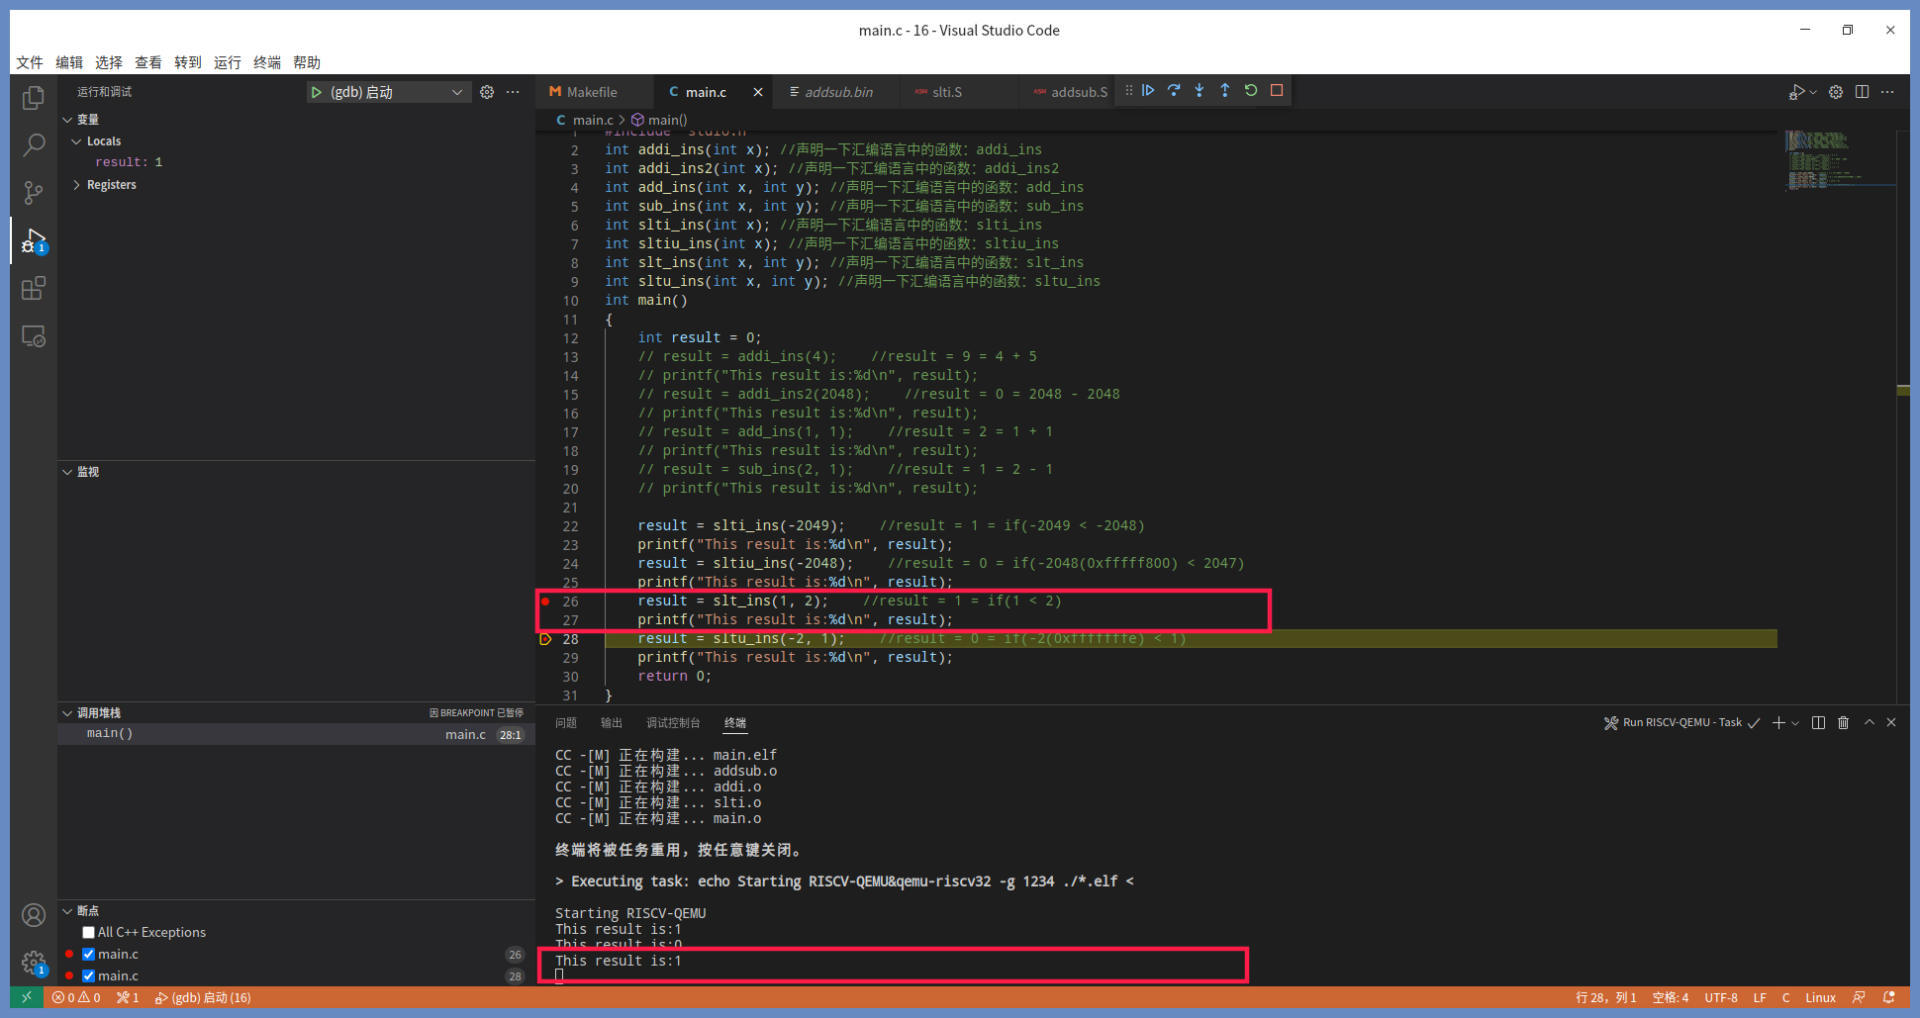 main.c - 16 - Visual Studio Code
文件 编辑 选择 查看 转到 运行 终端 帮助
运行和调试
(gdb) 启动
变量
Locals
result: 1
Registers
监视
调用堆栈
因 BREAKPOINT 已暂停
main() main.c 28:1
断点
All C++ Exceptions
main.c 26
main.c 28
Makefile
C main.c
addsub.bin
slti.S
addsub.S
C main.c > main()
1 #include "stdio.h"
2 int addi_ins(int x); //声明一下汇编语言中的函数: addi_ins
3 int addi_ins2(int x); //声明一下汇编语言中的函数: addi_ins2
4 int add_ins(int x, int y); //声明一下汇编语言中的函数: add_ins
5 int sub_ins(int x, int y); //声明一下汇编语言中的函数: sub_ins
6 int slti_ins(int x); //声明一下汇编语言中的函数: slti_ins
7 int sltiu_ins(int x); //声明一下汇编语言中的函数: sltiu_ins
8 int slt_ins(int x, int y); //声明一下汇编语言中的函数: slt_ins
9 int sltu_ins(int x, int y); //声明一下汇编语言中的函数: sltu_ins
10 int main()
11 {
12 int result = 0;
13 // result = addi_ins(4); //result = 9 = 4 + 5
14 // printf("This result is:%d\n", result);
15 // result = addi_ins2(2048); //result = 0 = 2048 - 2048
16 // printf("This result is:%d\n", result);
17 // result = add_ins(1, 1); //result = 2 = 1 + 1
18 // printf("This result is:%d\n", result);
19 // result = sub_ins(2, 1); //result = 1 = 2 - 1
20 // printf("This result is:%d\n", result);
21
22 result = slti_ins(-2049); //result = 1 = if(-2049 < -2048)
23 printf("This result is:%d\n", result);
24 result = sltiu_ins(-2048); //result = 0 = if(-2048(0xfffff800) < 2047)
25 printf("This result is:%d\n", result);
26 result = slt_ins(1, 2); //result = 1 = if(1 < 2)
27 printf("This result is:%d\n", result);
28 result = sltu_ins(-2, 1); //result = 0 = if(-2(0xfffffffe) < 1)
29 printf("This result is:%d\n", result);
30 return 0;
31 }
问题 输出 调试控制台 终端
Run RISCV-QEMU - Task
CC -[M] 正在构建... main.elf
CC -[M] 正在构建... addsub.o
CC -[M] 正在构建... addi.o
CC -[M] 正在构建... slti.o
CC -[M] 正在构建... main.o
终端将被任务重用，按任意键关闭。
> Executing task: echo Starting RISCV-QEMU&qemu-riscv32 -g 1234 ./*.elf <
Starting RISCV-QEMU
This result is:1
This result is:0
This result is:1
0 0 1 (gdb) 启动 (16)
行 28，列 1 空格: 4 UTF-8 LF C Linux